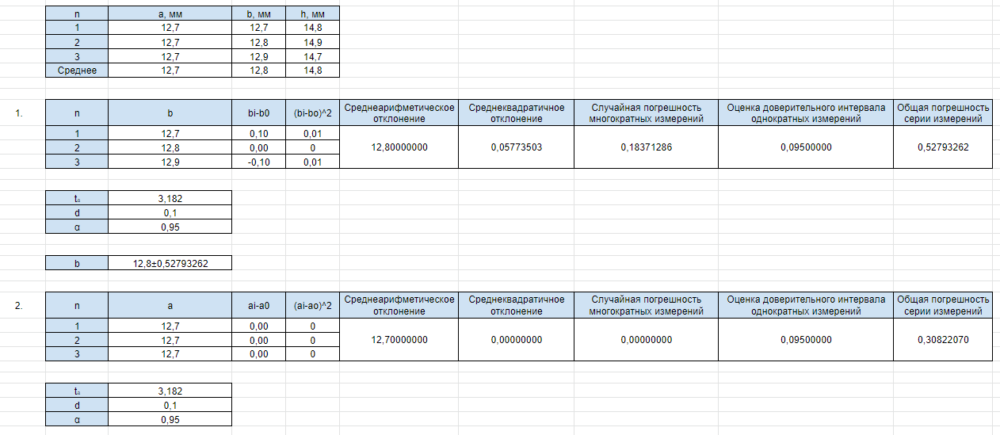 n a, мм b, мм h, мм
1 12,7 12,7 14,8
2 12,7 12,8 14,9
3 12,7 12,9 14,7
Среднее 12,7 12,8 14,8
1. n b bi-b0 (bi-bo)^2 Среднеарифметическое отклонение Среднеквадратичное отклонение Случайная погрешность многократных измерений Оценка доверительного интервала однократных измерений Общая погрешность серии измерений
1 12,7 0,10 0,01
2 12,8 0,00 0 12,80000000 0,05773503 0,18371286 0,09500000 0,52793262
3 12,9 -0,10 0,01
tₐ 3,182
d 0,1
α 0,95
b 12,8±0,52793262
2. n a ai-a0 (ai-ao)^2 Среднеарифметическое отклонение Среднеквадратичное отклонение Случайная погрешность многократных измерений Оценка доверительного интервала однократных измерений Общая погрешность серии измерений
1 12,7 0,00 0
2 12,7 0,00 0 12,70000000 0,00000000 0,00000000 0,09500000 0,30822070
3 12,7 0,00 0
tₐ 3,182
d 0,1
α 0,95